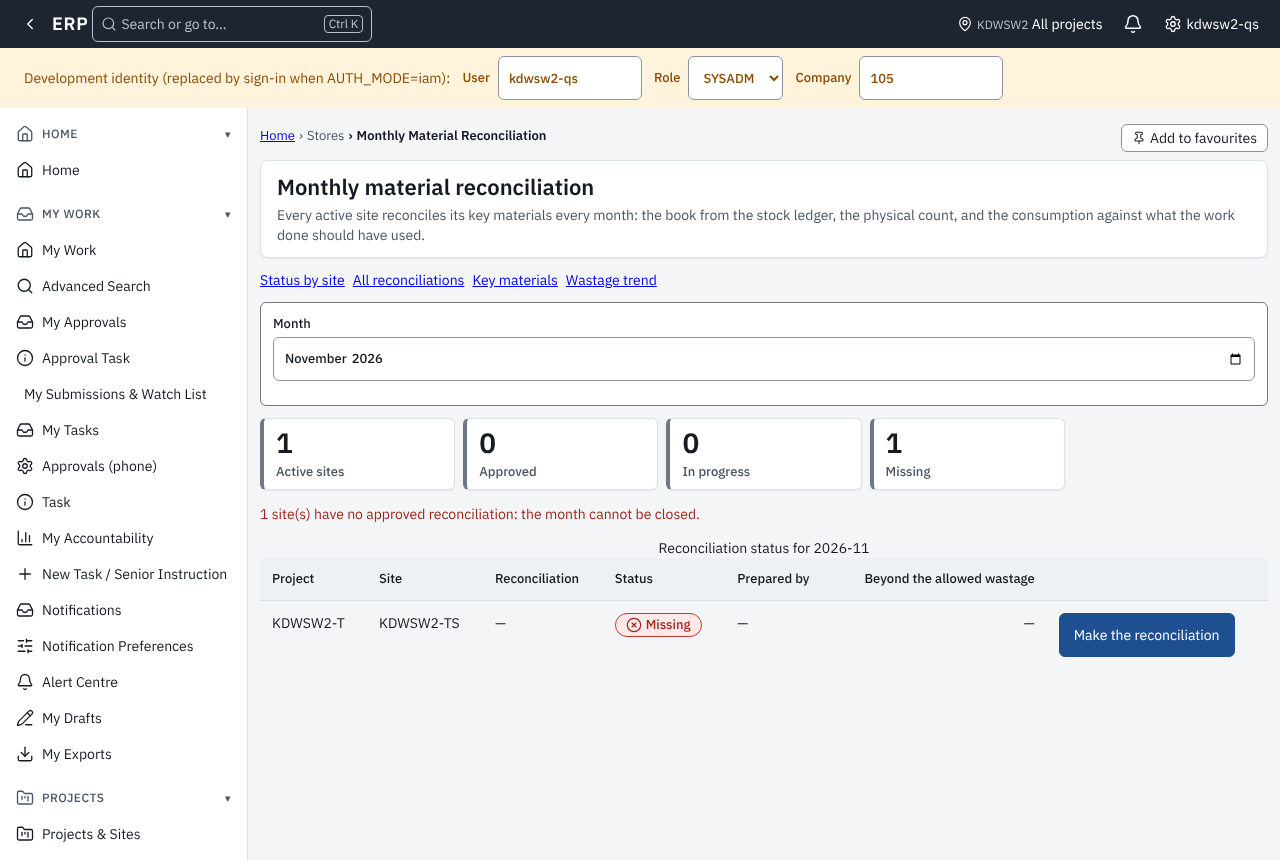 ERP
Search or go to...
Ctrl K
KDWSW2 All projects
kdwsw2-qs
Development identity (replaced by sign-in when AUTH_MODE=iam): User kdwsw2-qs Role SYSADM Company 105
HOME
Home
MY WORK
My Work
Advanced Search
My Approvals
Approval Task
My Submissions & Watch List
My Tasks
Approvals (phone)
Task
My Accountability
New Task / Senior Instruction
Notifications
Notification Preferences
Alert Centre
My Drafts
My Exports
PROJECTS
Projects & Sites
Home › Stores › Monthly Material Reconciliation
Add to favourites
Monthly material reconciliation
Every active site reconciles its key materials every month: the book from the stock ledger, the physical count, and the consumption against what the work
done should have used.
Status by site All reconciliations Key materials Wastage trend
Month
November 2026
1
Active sites
0
Approved
0
In progress
1
Missing
1 site(s) have no approved reconciliation: the month cannot be closed.
Reconciliation status for 2026-11
Project Site Reconciliation Status Prepared by Beyond the allowed wastage
KDWSW2-T KDWSW2-TS — Missing — — Make the reconciliation